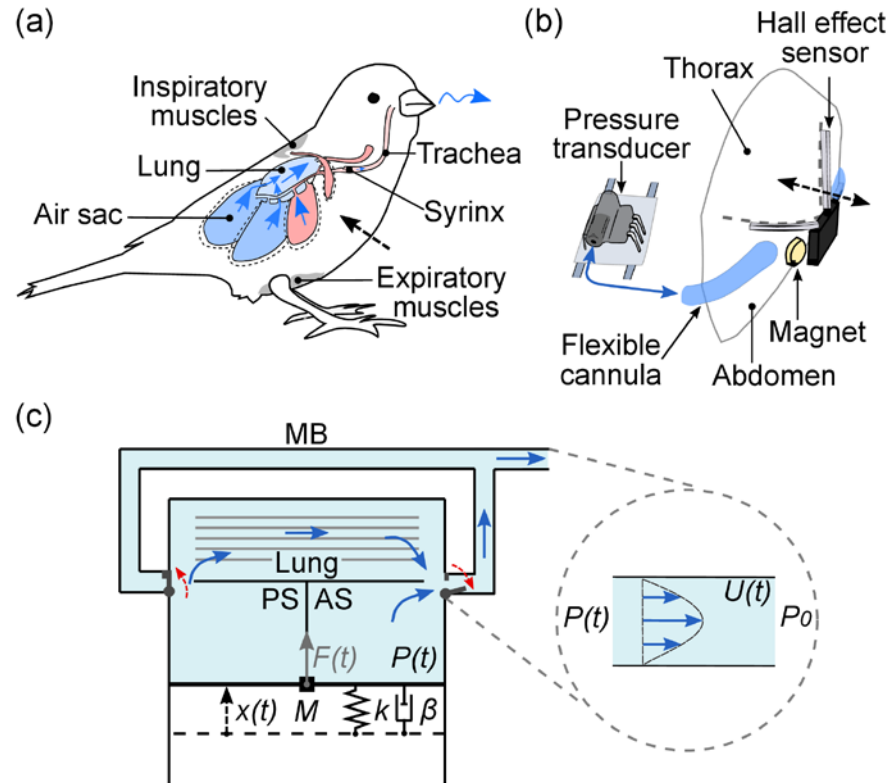 (a)
Inspiratory
muscles
Lung
Air sac
Trachea
Syrinx
Expiratory
muscles
(b)
Hall effect
sensor
Thorax
Pressure
transducer
Flexible
cannula
Magnet
Abdomen
(c)
MB
Lung
PS AS
F(t)
P(t)
x(t)
M
k
β
U(t)
P(t)
P0